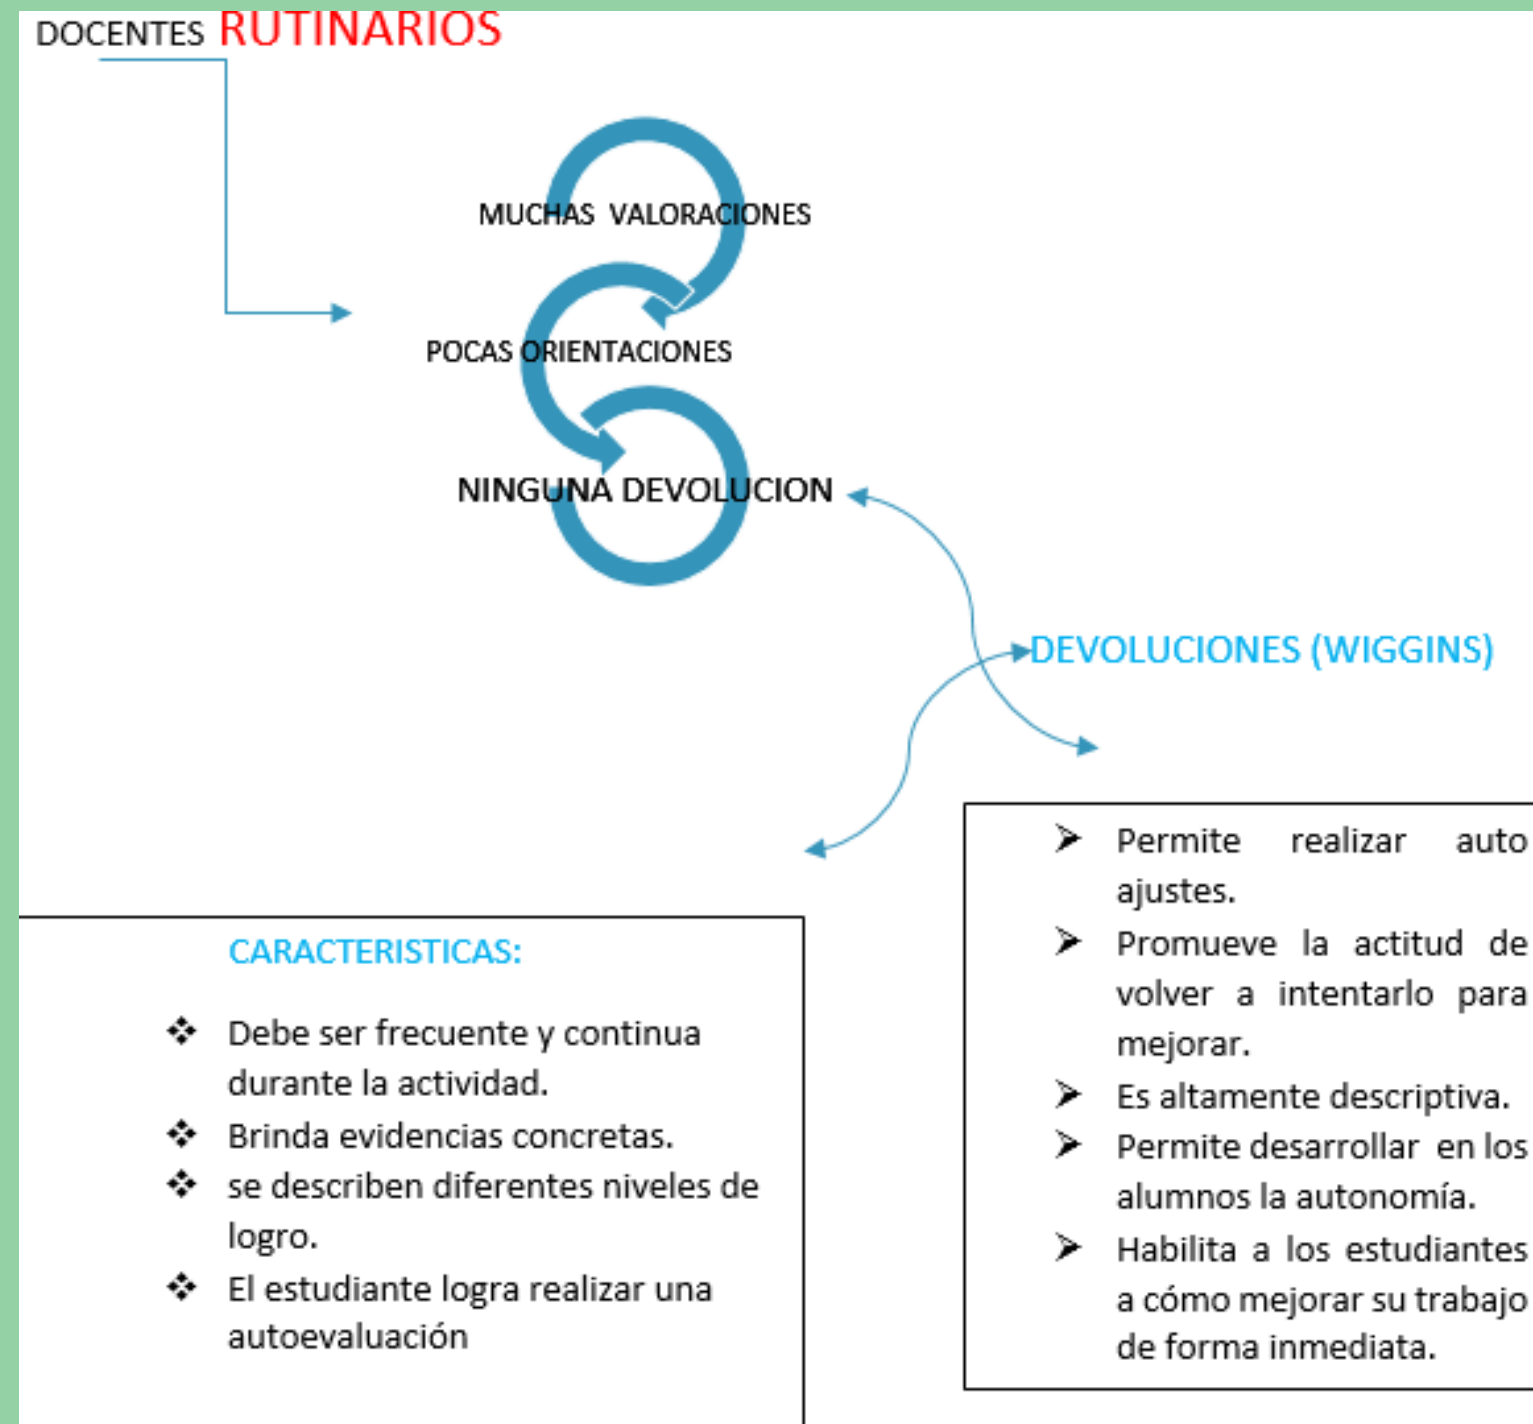 DOCENTES RUTINARIOS
MUCHAS VALORACIONES
POCAS ORIENTACIONES
NINGUNA DEVOLUCION
DEVOLUCIONES (WIGGINS)
CARACTERISTICAS:
Debe ser frecuente y continua
durante la actividad.
Brinda evidencias concretas.
se describen diferentes niveles de
logro.
El estudiante logra realizar una
autoevaluación
Permite realizar auto
ajustes.
Promueve la actitud de
volver a intentarlo para
mejorar.
Es altamente descriptiva.
Permite desarrollar en los
alumnos la autonomía.
Habilita a los estudiantes
a cómo mejorar su trabajo
de forma inmediata.